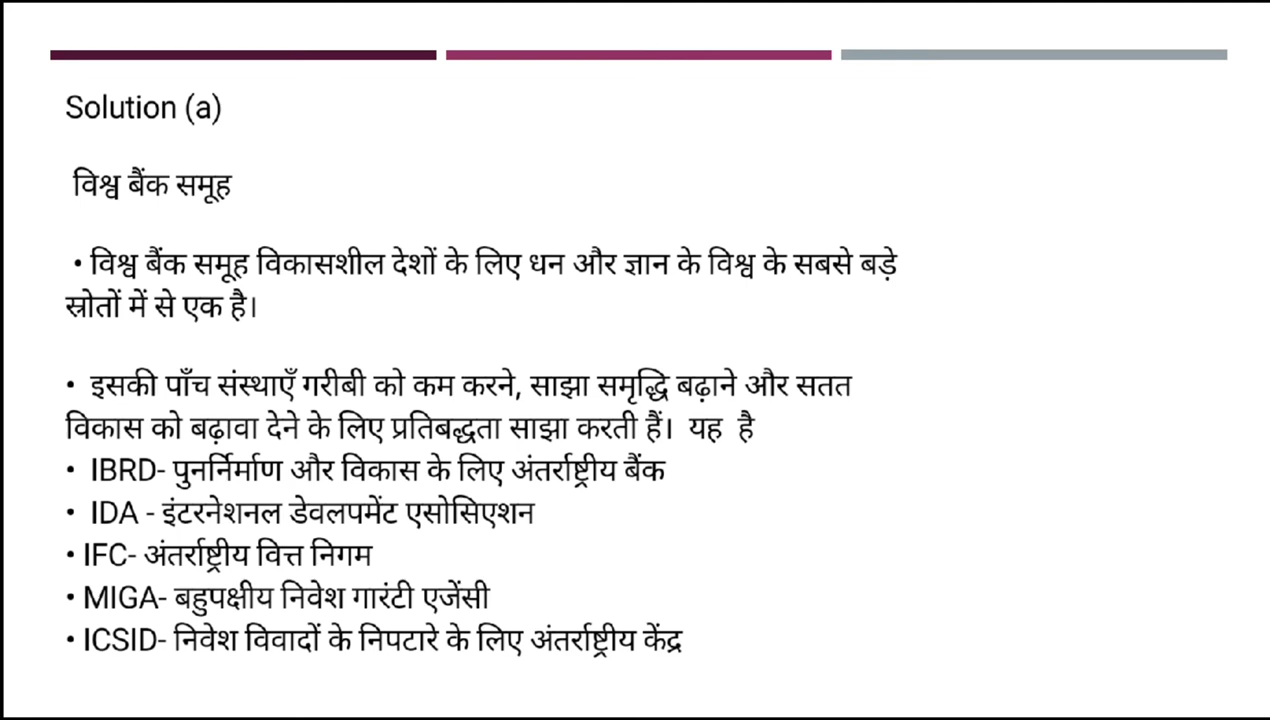 Solution (a)
विश्व बैंक समूह
• विश्व बैंक समूह विकासशील देशों के लिए धन और ज्ञान के विश्व के सबसे बड़े
स्रोतों में से एक है।
• इसकी पाँच संस्थाएँ गरीबी को कम करने, साझा समृद्धि बढ़ाने और सतत
विकास को बढ़ावा देने के लिए प्रतिबद्धता साझा करती हैं। यह है
• IBRD- पुनर्निर्माण और विकास के लिए अंतर्राष्ट्रीय बैंक
• IDA - इंटरनेशनल डेवलपमेंट एसोसिएशन
• IFC- अंतर्राष्ट्रीय वित्त निगम
• MIGA- बहुपक्षीय निवेश गारंटी एजेंसी
• ICSID- निवेश विवादों के निपटारे के लिए अंतर्राष्ट्रीय केंद्र